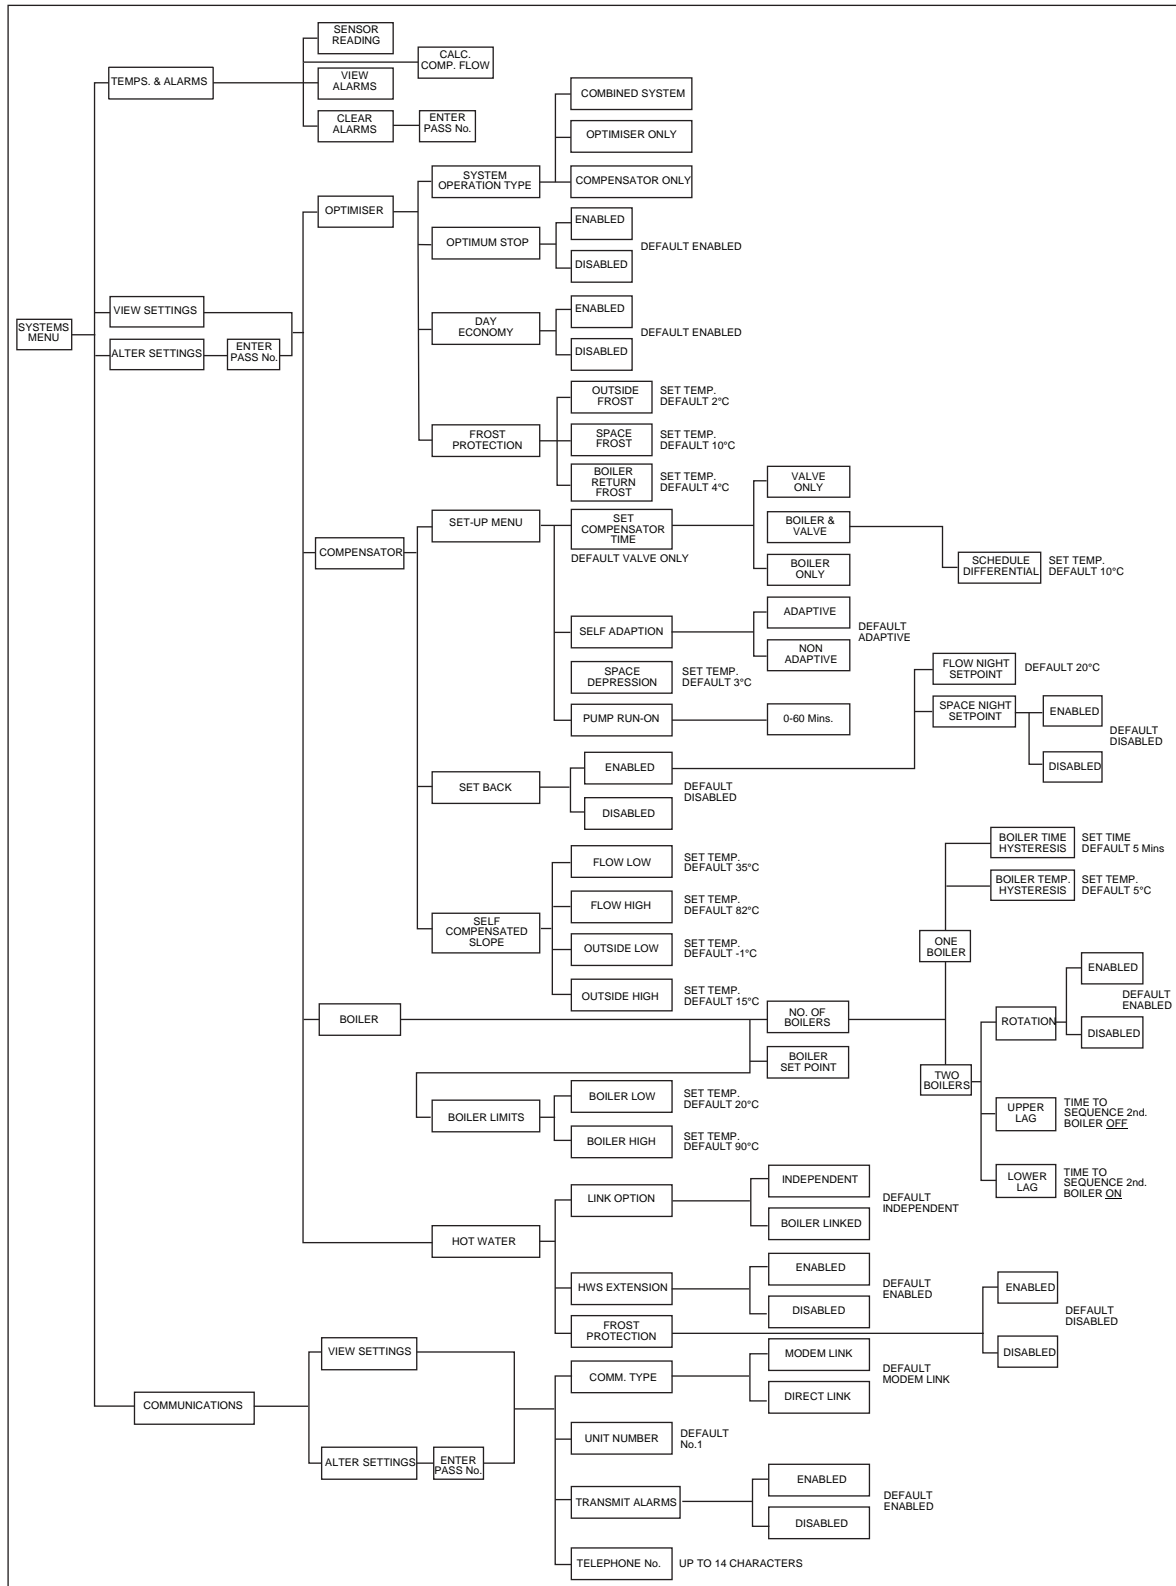 SENSOR
READING
CALC.
COMP. FLOW
TEMPS. & ALARMS
VIEW
ALARMS
CLEAR
ALARMS
ENTER
PASS No.
COMBINED SYSTEM
OPTIMISER ONLY
SYSTEM
OPERATION TYPE
COMPENSATOR ONLY
OPTIMISER
ENABLED
OPTIMUM STOP
DEFAULT ENABLED
DISABLED
VIEW SETTINGS
ENABLED
SYSTEMS
MENU
DAY
ECONOMY
DEFAULT ENABLED
ALTER SETTINGS
ENTER
PASS No.
DISABLED
OUTSIDE
FROST
SET TEMP.
DEFAULT 2°C
FROST
PROTECTION
SPACE
FROST
SET TEMP.
DEFAULT 10°C
BOILER
RETURN
FROST
SET TEMP.
DEFAULT 4°C
VALVE
ONLY
SET-UP MENU
SET
COMPENSATOR
TIME
BOILER &
VALVE
COMPENSATOR
DEFAULT VALVE ONLY
BOILER
ONLY
SCHEDULE
DIFFERENTIAL
SET TEMP.
DEFAULT 10°C
ADAPTIVE
SELF ADAPTION
DEFAULT
ADAPTIVE
NON
ADAPTIVE
FLOW NIGHT
SETPOINT
DEFAULT 20°C
SPACE
DEPRESSION
SET TEMP.
DEFAULT 3°C
PUMP RUN-ON
0-60 Mins.
SPACE NIGHT
SETPOINT
ENABLED
DEFAULT
DISABLED
DISABLED
ENABLED
SET BACK
DEFAULT
DISABLED
DISABLED
BOILER TIME
HYSTERESIS
SET TIME
DEFAULT 5 Mins
FLOW LOW
SET TEMP.
DEFAULT 35°C
BOILER TEMP.
HYSTERESIS
SET TEMP.
DEFAULT 5°C
FLOW HIGH
SET TEMP.
DEFAULT 82°C
SELF
COMPENSATED
SLOPE
OUTSIDE LOW
SET TEMP.
DEFAULT -1°C
ONE
BOILER
ENABLED
OUTSIDE HIGH
SET TEMP.
DEFAULT 15°C
DEFAULT
ENABLED
BOILER
NO. OF
BOILERS
ROTATION
DISABLED
BOILER
SET POINT
TWO
BOILERS
BOILER LOW
SET TEMP.
DEFAULT 20°C
BOILER LIMITS
UPPER
LAG
TIME TO
SEQUENCE 2nd.
BOILER OFF
BOILER HIGH
SET TEMP.
DEFAULT 90°C
LOWER
LAG
TIME TO
SEQUENCE 2nd.
BOILER ON
INDEPENDENT
LINK OPTION
DEFAULT
INDEPENDENT
BOILER LINKED
HOT WATER
ENABLED
HWS EXTENSION
DEFAULT
ENABLED
DISABLED
ENABLED
DEFAULT
DISABLED
FROST
PROTECTION
DISABLED
VIEW SETTINGS
MODEM LINK
COMM. TYPE
DEFAULT
MODEM LINK
DIRECT LINK
COMMUNICATIONS
UNIT NUMBER
DEFAULT
No.1
ALTER SETTINGS
ENTER
PASS No.
ENABLED
TRANSMIT ALARMS
DEFAULT
ENABLED
DISABLED
TELEPHONE No.
UP TO 14 CHARACTERS